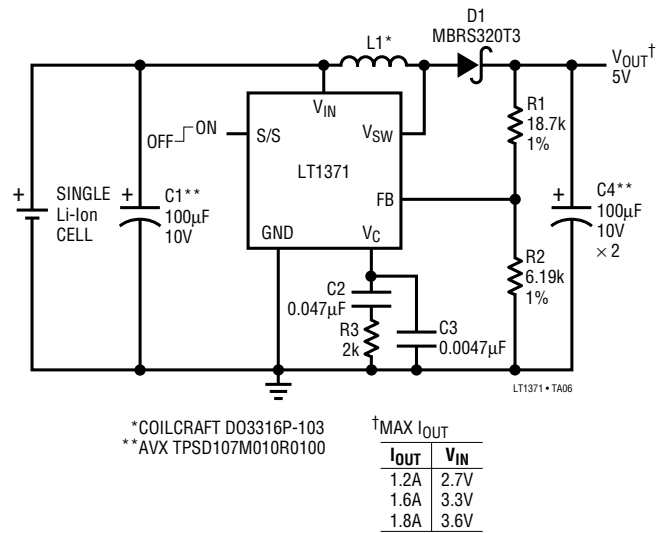 D1
MBRS320T3
L1*
VOUT†
5V
VIN
R1
18.7k
1%
OFF
ON
S/S
VSW
LT1371
FB
+
SINGLE
Li-Ion
CELL
+
C1**
100µF
10V
+
C4**
100µF
10V
× 2
GND
VC
R2
6.19k
1%
C2
0.047µF
R3
2k
C3
0.0047µF
LT1371 • TA06
*COILCRAFT DO3316P-103
**AVX TPSD107M010R0100
†MAX IOUT
IOUT VIN
1.2A 2.7V
1.6A 3.3V
1.8A 3.6V